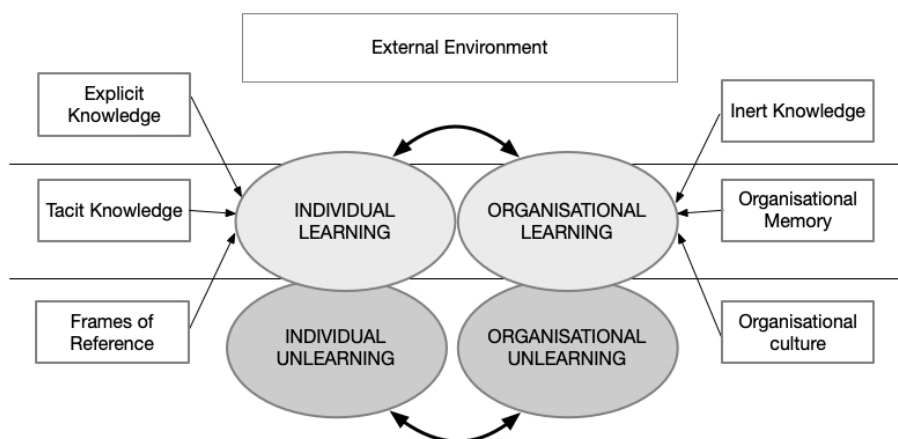 External Environment
Explicit
Knowledge
Inert Knowledge
Tacit Knowledge
INDIVIDUAL
LEARNING
ORGANISATIONAL
LEARNING
Organisational
Memory
Frames of
Reference
INDIVIDUAL
UNLEARNING
ORGANISATIONAL
UNLEARNING
Organisational
culture